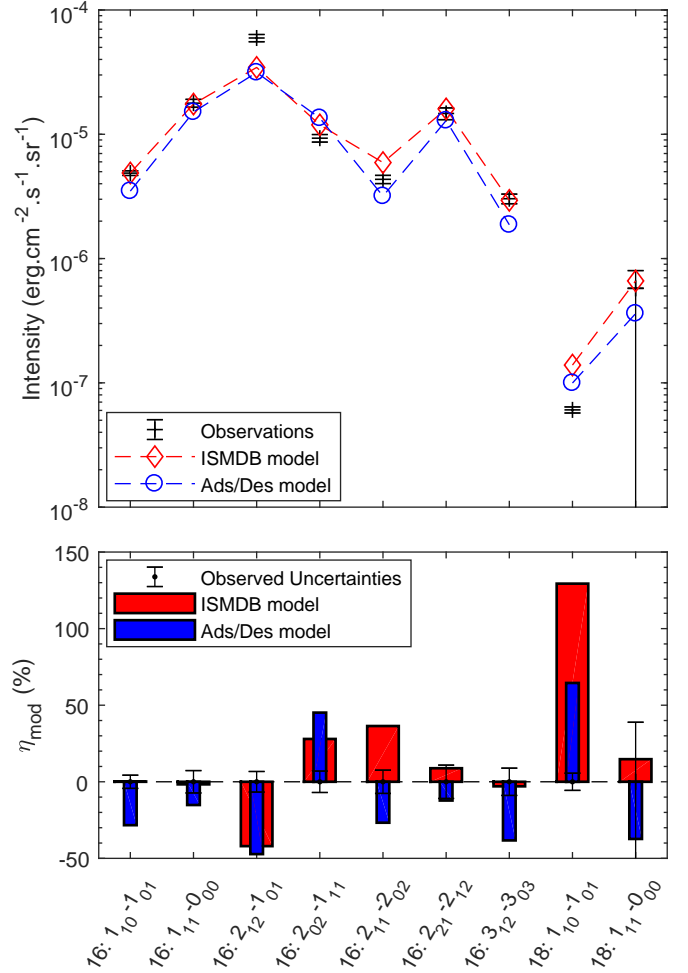 10^-4
10^-5
10^-6
10^-7
10^-8
Intensity (erg.cm^-2.s^-1.sr^-1)
Observations
ISMDB model
Ads/Des model
150
100
50
0
-50
η_mod (%)
Observed Uncertainties
ISMDB model
Ads/Des model
16: 1_10-1_01
16: 1_11-0_00
16: 2_12-1_01
16: 2_02-1_11
16: 2_11-2_02
16: 2_21-2_12
16: 3_12-3_03
18: 1_10-1_01
18: 1_11-0_00